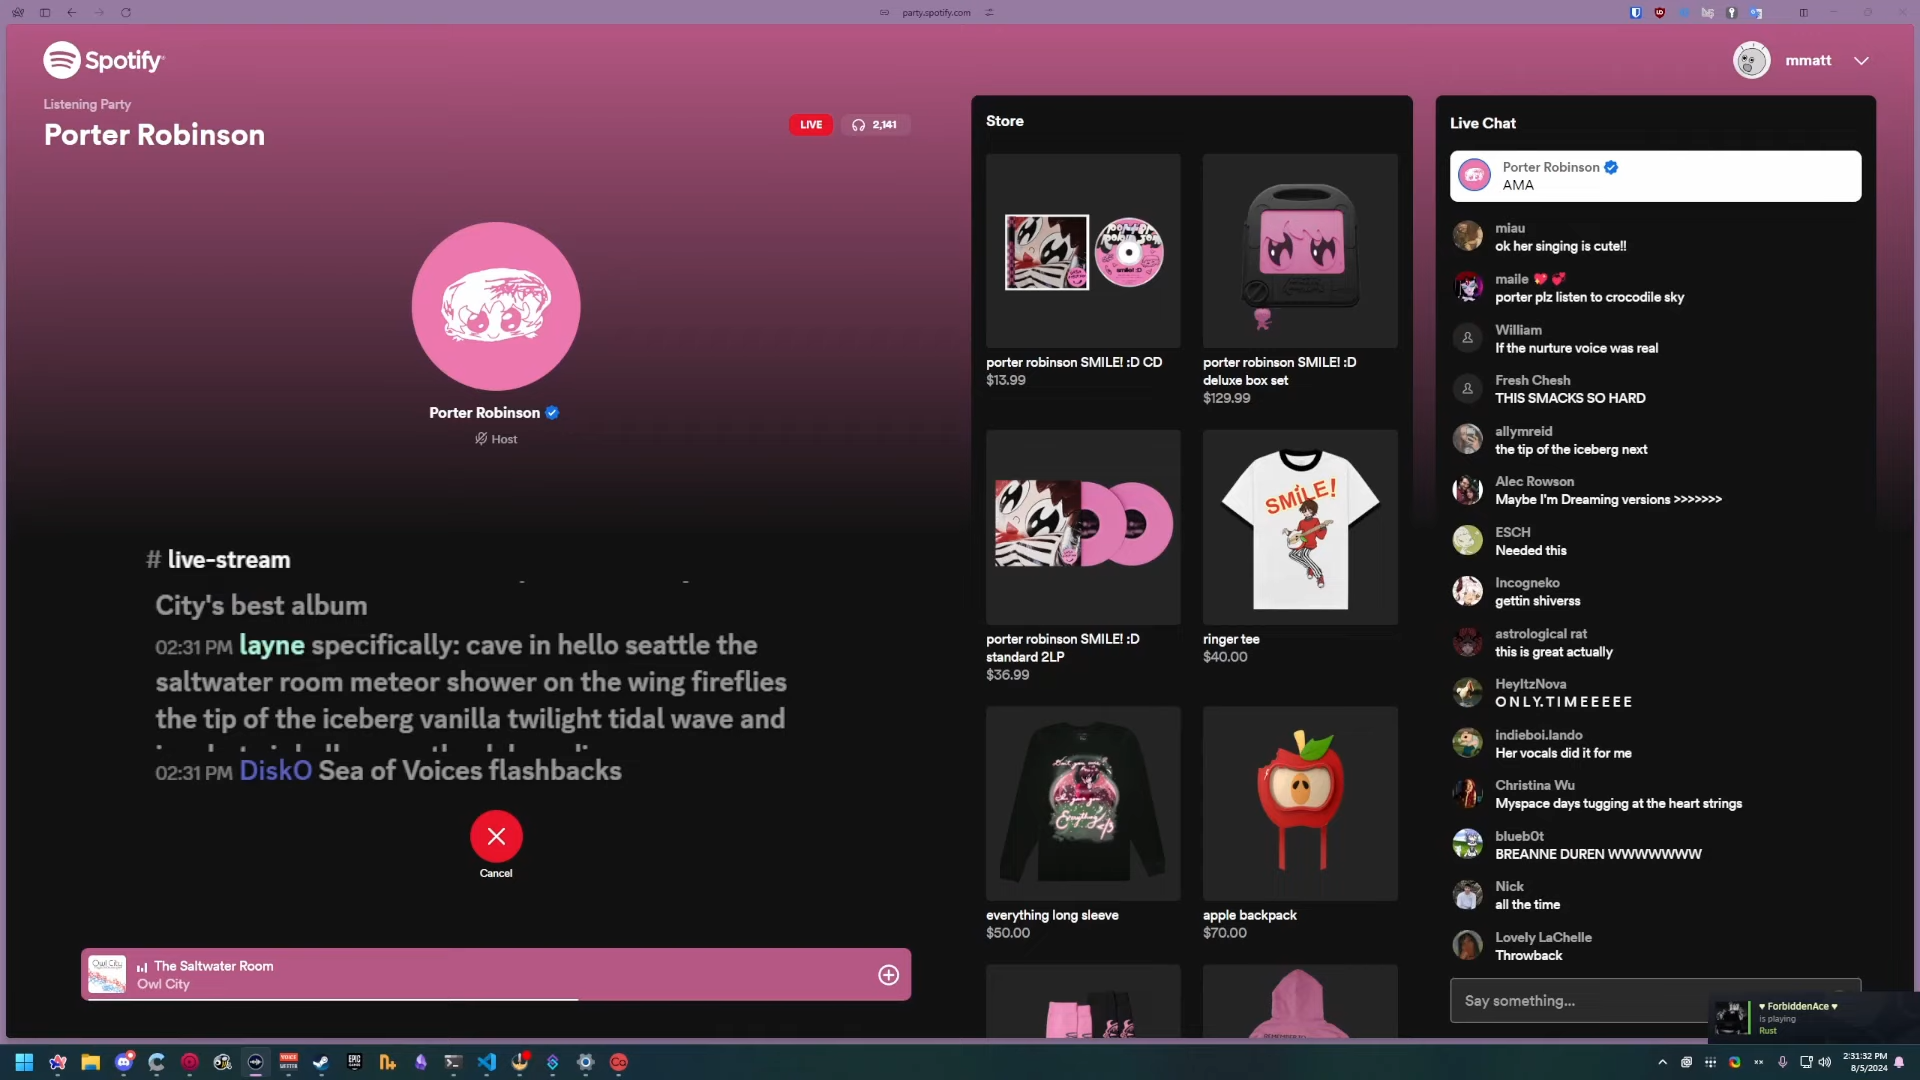 party.spotify.com
Spotify
mmatt
Listening Party
Porter Robinson
LIVE
2,141
Porter Robinson
Host
# live-stream
City's best album
02:31 PM layne specifically: cave in hello seattle the
saltwater room meteor shower on the wing fireflies
the tip of the iceberg vanilla twilight tidal wave and
02:31 PM DiskO Sea of Voices flashbacks
Cancel
Owl City
The Saltwater Room
Owl City
Store
porter robinson SMILE! :D CD
$13.99
porter robinson SMILE! :D
deluxe box set
$129.99
SMiLE!
porter robinson SMILE! :D
standard 2LP
$36.99
ringer tee
$40.00
everything long sleeve
$50.00
apple backpack
$70.00
Live Chat
Porter Robinson
AMA
miau
ok her singing is cute!!
maile 💖 💞
porter plz listen to crocodile sky
William
If the nurture voice was real
Fresh Chesh
THIS SMACKS SO HARD
allymreid
the tip of the iceberg next
Alec Rowson
Maybe I'm Dreaming versions >>>>>>>
ESCH
Needed this
Incogneko
gettin shiverss
astrological rat
this is great actually
HeyItzNova
O N L Y. T I M E E E E E
indieboi.lando
Her vocals did it for me
Christina Wu
Myspace days tugging at the heart strings
blueb0t
BREANNE DUREN WWWWWWW
Nick
all the time
Lovely LaChelle
Throwback
Say something...
♥ ForbiddenAce ♥
is playing
Rust
2:31:32 PM
8/5/2024